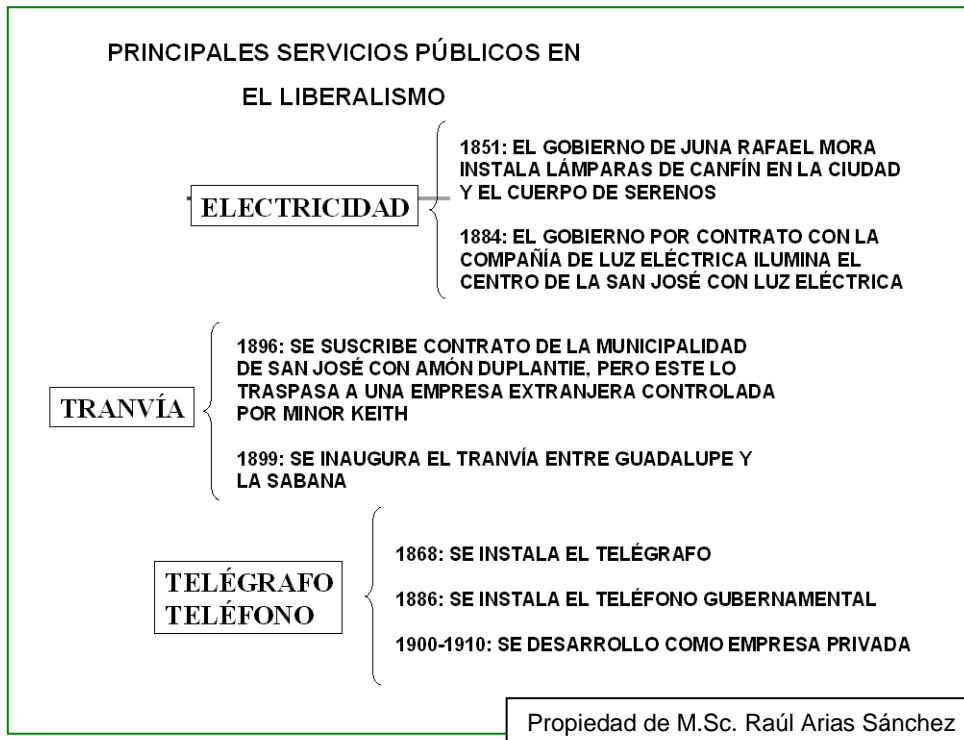 PRINCIPALES SERVICIOS PÚBLICOS EN
EL LIBERALISMO
ELECTRICIDAD
1851: EL GOBIERNO DE JUNA RAFAEL MORA
INSTALA LÁMPARAS DE CANFÍN EN LA CIUDAD
Y EL CUERPO DE SERENOS
1884: EL GOBIERNO POR CONTRATO CON LA
COMPAÑÍA DE LUZ ELÉCTRICA ILUMINA EL
CENTRO DE LA SAN JOSÉ CON LUZ ELÉCTRICA
TRANVÍA
1896: SE SUSCRIBE CONTRATO DE LA MUNICIPALIDAD
DE SAN JOSÉ CON AMÓN DUPLANTIE, PERO ESTE LO
TRASPASA A UNA EMPRESA EXTRANJERA CONTROLADA
POR MINOR KEITH
1899: SE INAUGURA EL TRANVÍA ENTRE GUADALUPE Y
LA SABANA
TELÉGRAFO
TELÉFONO
1868: SE INSTALA EL TELÉGRAFO
1886: SE INSTALA EL TELÉFONO GUBERNAMENTAL
1900-1910: SE DESARROLLO COMO EMPRESA PRIVADA
Propiedad de M.Sc. Raúl Arias Sánchez